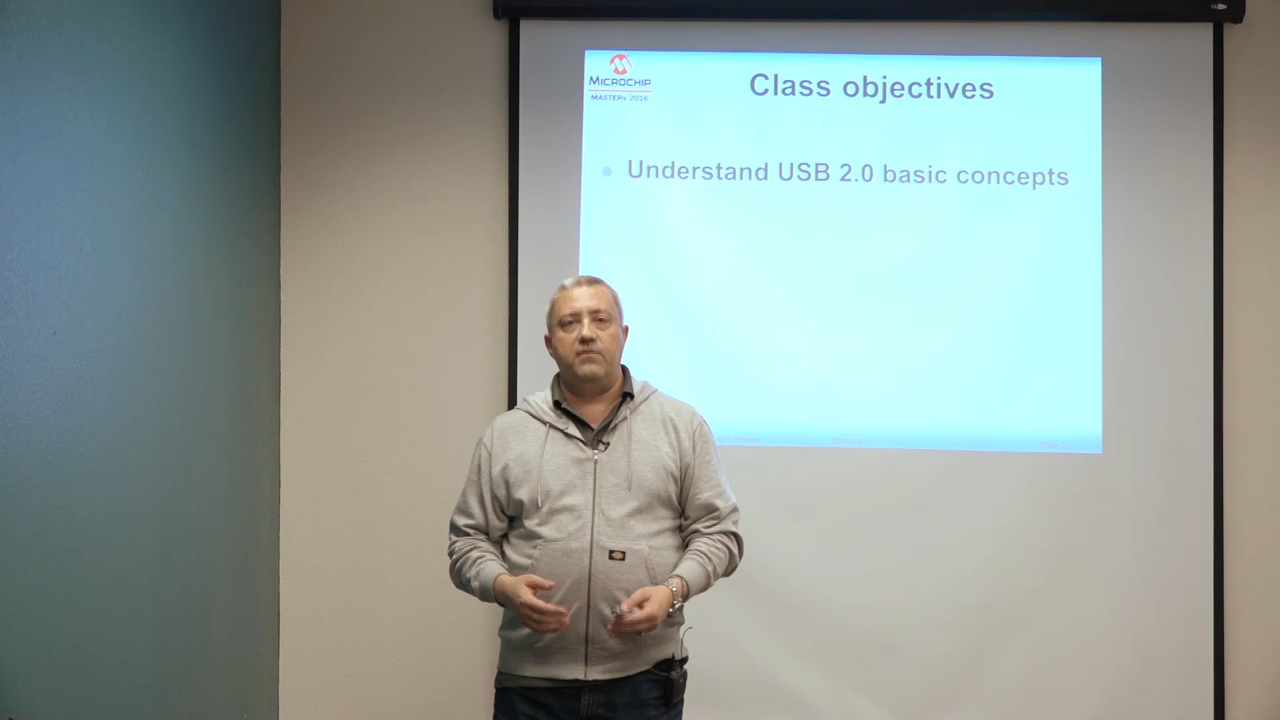 Class objectives
MICROCHIP
MASTERs 2016
• Understand USB 2.0 basic concepts